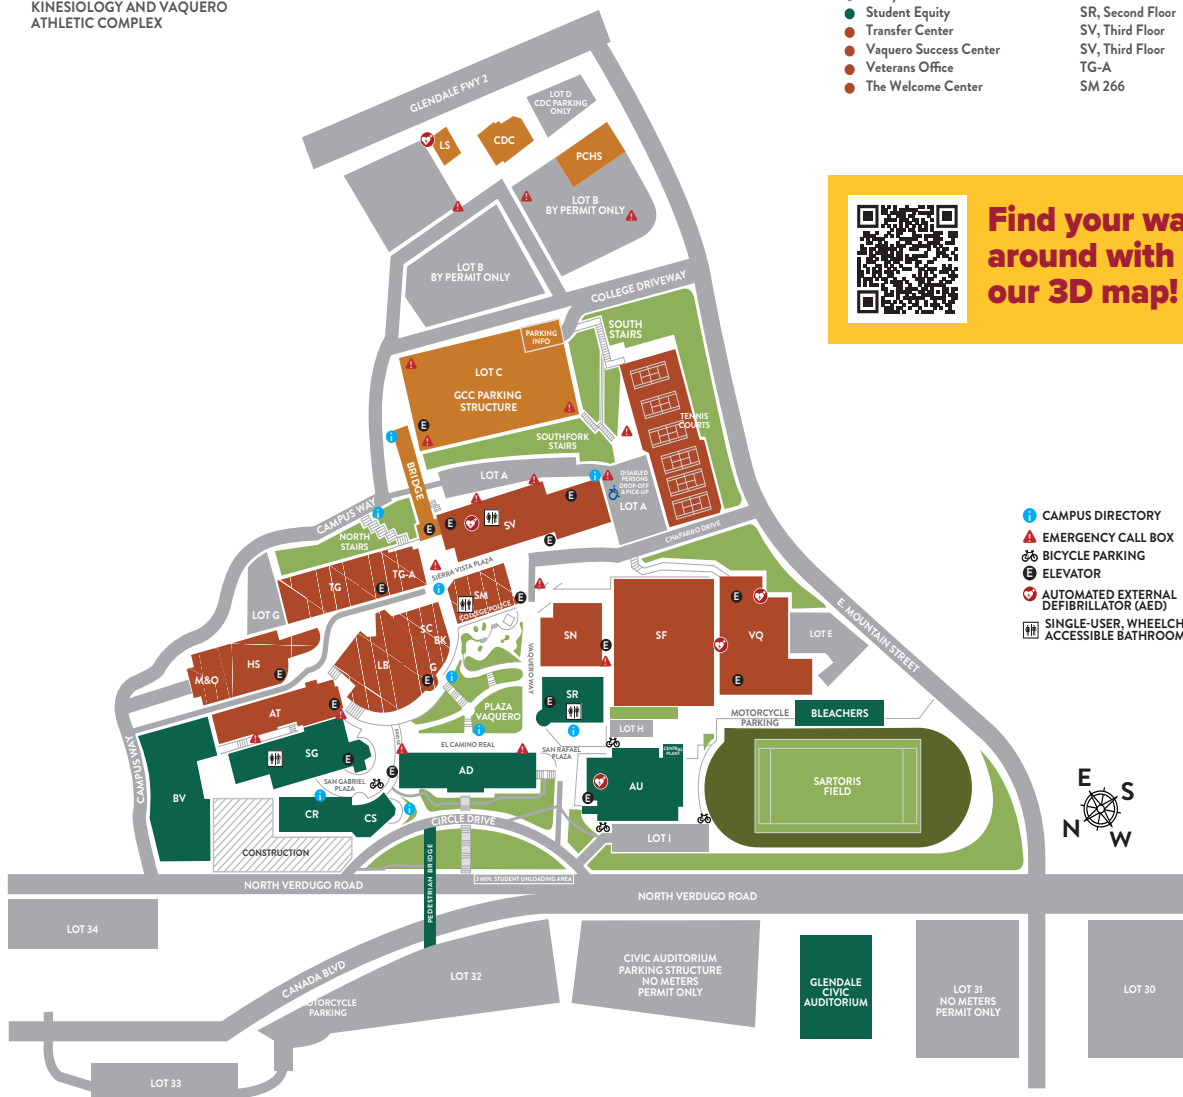 KINESIOLOGY AND VAQUERO
ATHLETIC COMPLEX
Student Equity SR, Second Floor
Transfer Center SV, Third Floor
Vaquero Success Center SV, Third Floor
Veterans Office TG-A
The Welcome Center SM 266
GLENDALE FWY 2
LOT D
CDC PARKING
ONLY
LS
CDC
PCHS
LOT B
BY PERMIT ONLY
LOT B
BY PERMIT ONLY
Find your wa
around with
our 3D map!
COLLEGE DRIVEWAY
PARKING
INFO
SOUTH
STAIRS
LOT C
GCC PARKING
STRUCTURE
TENNIS
COURTS
SOUTHFORK
STAIRS
BRIDGE
LOT A
DISABLED
PERSONS
DROP-OFF
& PICK-UP
LOT A
CAMPUS WAY
NORTH
STAIRS
SV
CHAPARRO DRIVE
CAMPUS DIRECTORY
EMERGENCY CALL BOX
BICYCLE PARKING
E ELEVATOR
AUTOMATED EXTERNAL
DEFIBRILLATOR (AED)
SINGLE-USER, WHEELCH
ACCESSIBLE BATHROOM
SIERRA VISTA PLAZA
TG
TG-A
SM
COLLEGE POLICE
LOT G
SC
BK
LB
G
SN
SF
VQ
LOT E
E. MOUNTAIN STREET
HS
M&O
AT
VAQUERO WAY
SR
PLAZA
VAQUERO
MOTORCYCLE
PARKING
BLEACHERS
LOT H
EL CAMINO REAL
SAN RAFAEL
PLAZA
CENTRAL
PLANT
CAMPUS WAY
SG
SAN GABRIEL
PLAZA
AD
AU
SARTORIS
FIELD
BV
CR
CS
CIRCLE DRIVE
LOT I
E
S
N
W
CONSTRUCTION
PEDESTRIAN BRIDGE
3 MIN. STUDENT UNLOADING AREA
NORTH VERDUGO ROAD
NORTH VERDUGO ROAD
LOT 34
CANADA BLVD
LOT 32
OTORCYCLE
PARKING
CIVIC AUDITORIUM
PARKING STRUCTURE
NO METERS
PERMIT ONLY
GLENDALE
CIVIC
AUDITORIUM
LOT 31
NO METERS
PERMIT ONLY
LOT 30
LOT 33